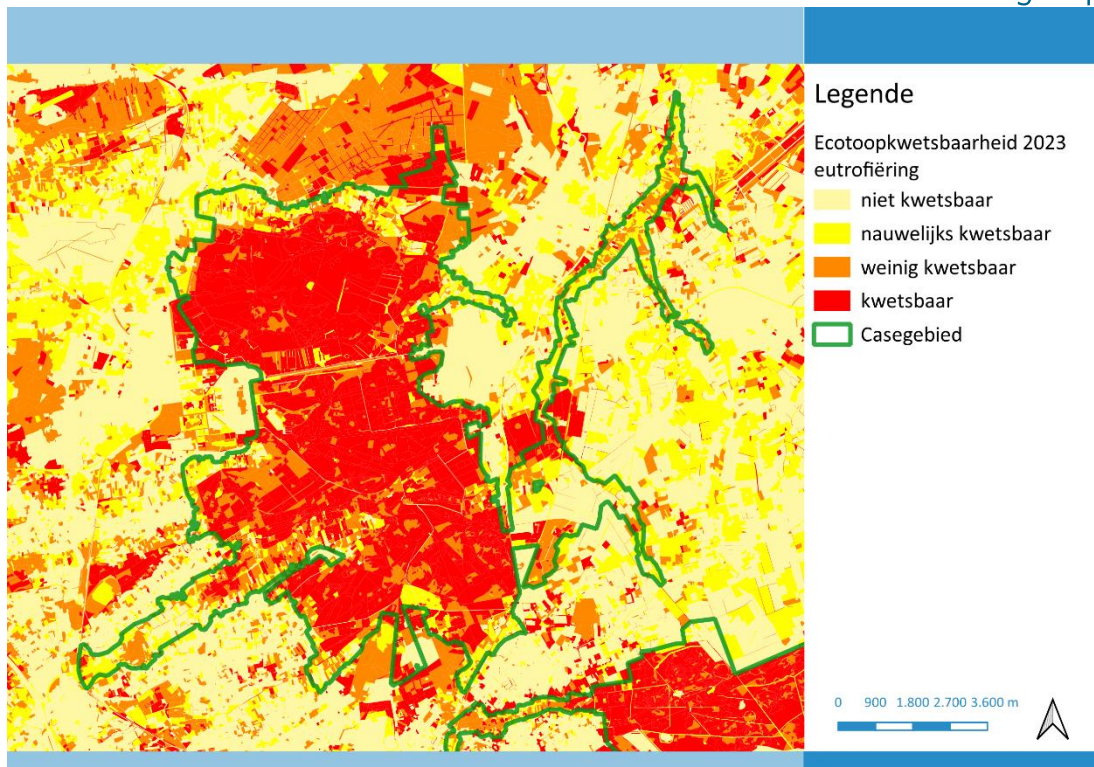 Legende
Ecotoopkwetsbaarheid 2023
eutrofiëring
niet kwetsbaar
nauwelijks kwetsbaar
weinig kwetsbaar
kwetsbaar
Casegebied
0 900 1.800 2.700 3.600 m